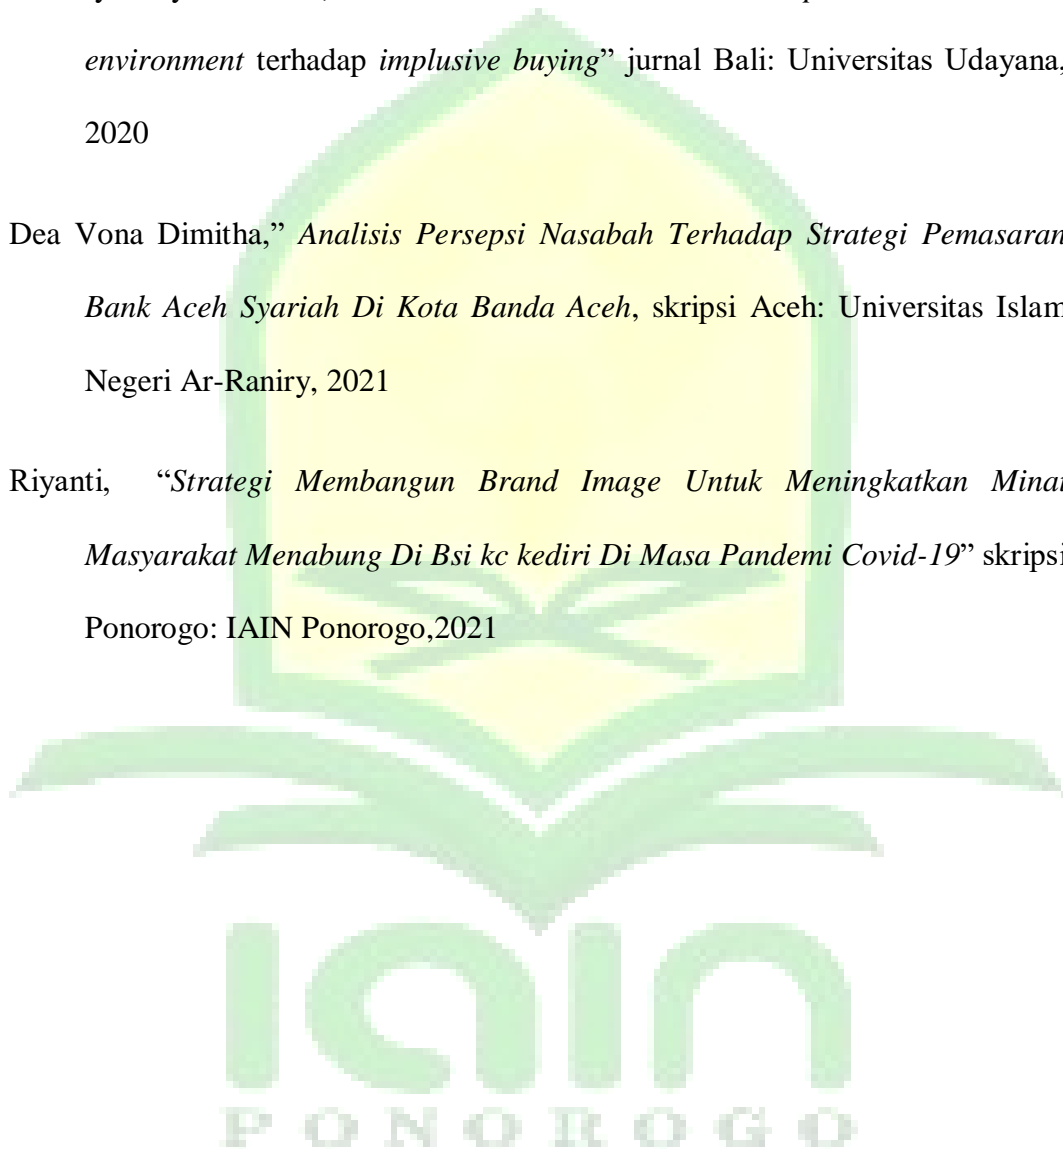 environment terhadap implusive buying” jurnal Bali: Universitas Udayana,
2020
Dea Vona Dimitha,” Analisis Persepsi Nasabah Terhadap Strategi Pemasaran
Bank Aceh Syariah Di Kota Banda Aceh, skripsi Aceh: Universitas Islam
Negeri Ar-Raniry, 2021
Riyanti, “Strategi Membangun Brand Image Untuk Meningkatkan Minat
Masyarakat Menabung Di Bsi kc kediri Di Masa Pandemi Covid-19” skripsi
Ponorogo: IAIN Ponorogo,2021
iain
PONOROGO